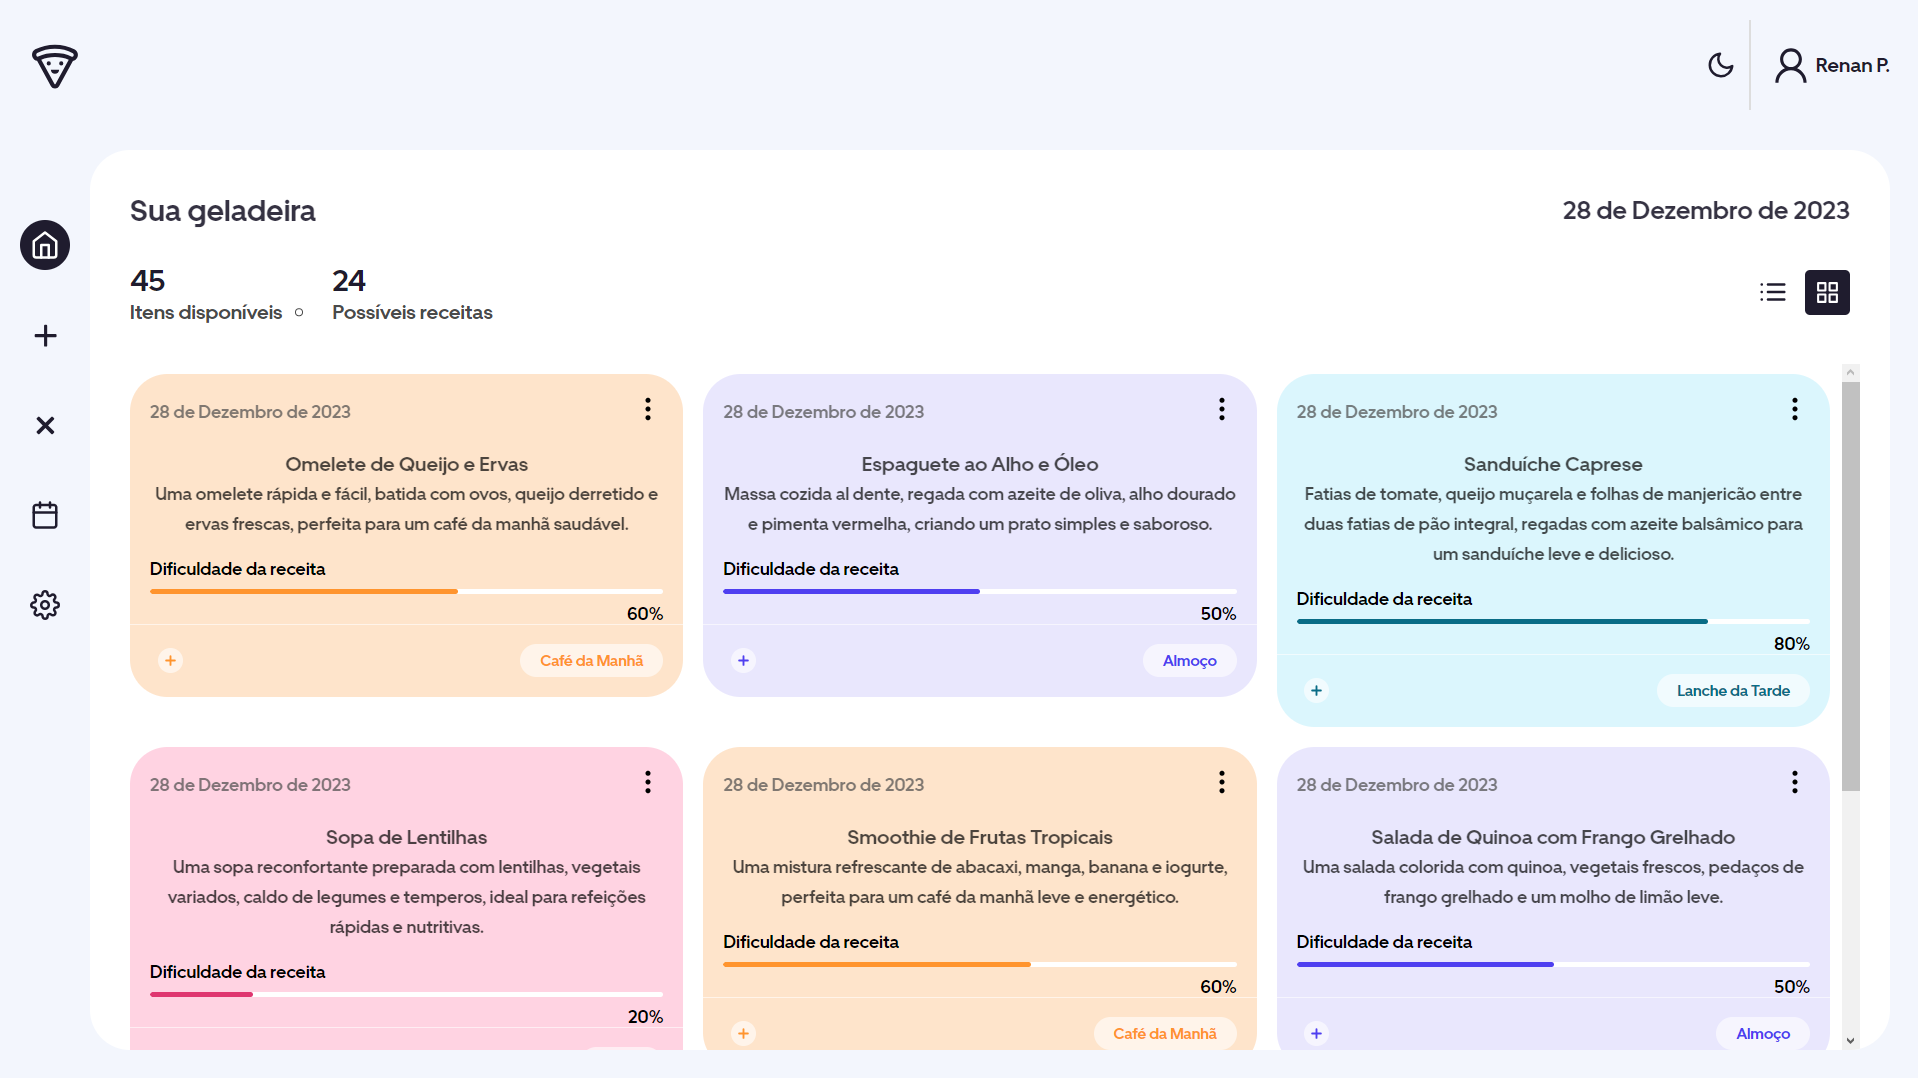 Renan P.
Sua geladeira
28 de Dezembro de 2023
45
Itens disponíveis
24
Possíveis receitas
28 de Dezembro de 2023
Omelete de Queijo e Ervas
Uma omelete rápida e fácil, batida com ovos, queijo derretido e
ervas frescas, perfeita para um café da manhã saudável.
Dificuldade da receita
60%
+
Café da Manhã
28 de Dezembro de 2023
Espaguete ao Alho e Óleo
Massa cozida al dente, regada com azeite de oliva, alho dourado
e pimenta vermelha, criando um prato simples e saboroso.
Dificuldade da receita
50%
+
Almoço
28 de Dezembro de 2023
Sanduíche Caprese
Fatias de tomate, queijo muçarela e folhas de manjericão entre
duas fatias de pão integral, regadas com azeite balsâmico para
um sanduíche leve e delicioso.
Dificuldade da receita
80%
+
Lanche da Tarde
28 de Dezembro de 2023
Sopa de Lentilhas
Uma sopa reconfortante preparada com lentilhas, vegetais
variados, caldo de legumes e temperos, ideal para refeições
rápidas e nutritivas.
Dificuldade da receita
20%
28 de Dezembro de 2023
Smoothie de Frutas Tropicais
Uma mistura refrescante de abacaxi, manga, banana e iogurte,
perfeita para um café da manhã leve e energético.
Dificuldade da receita
60%
+
Café da Manhã
28 de Dezembro de 2023
Salada de Quinoa com Frango Grelhado
Uma salada colorida com quinoa, vegetais frescos, pedaços de
frango grelhado e um molho de limão leve.
Dificuldade da receita
50%
+
Almoço